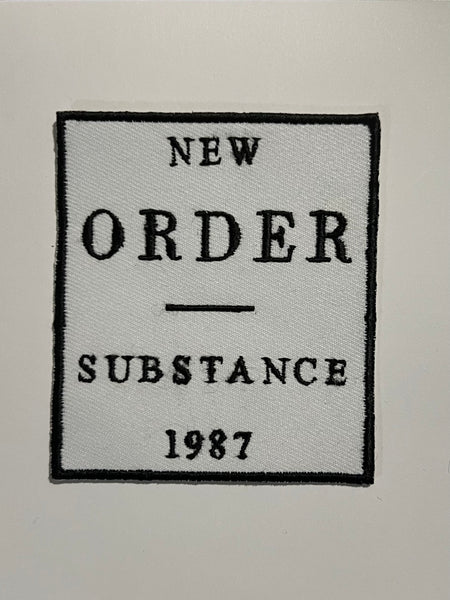 NEW
ORDER
SUBSTANCE
1987